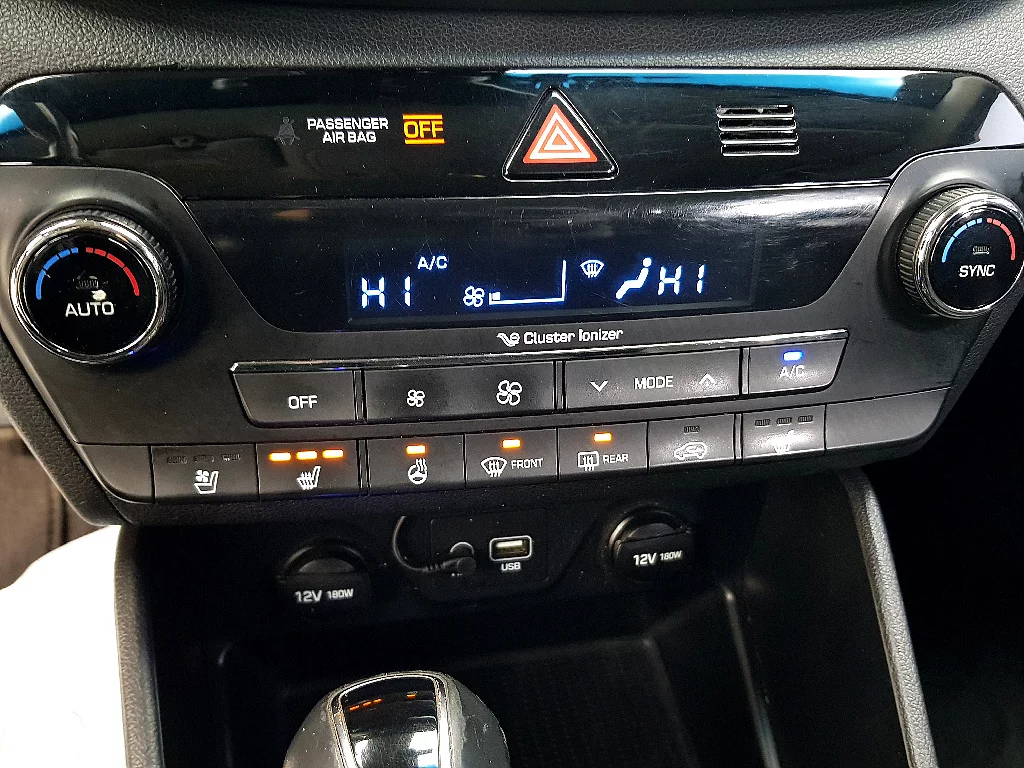 PASSENGER
AIR BAG
OFF
AUTO
HI
A/C
HI
SYNC
Cluster Ionizer
OFF
MODE
A/C
FRONT
REAR
12V 180W
USB
12V 180W